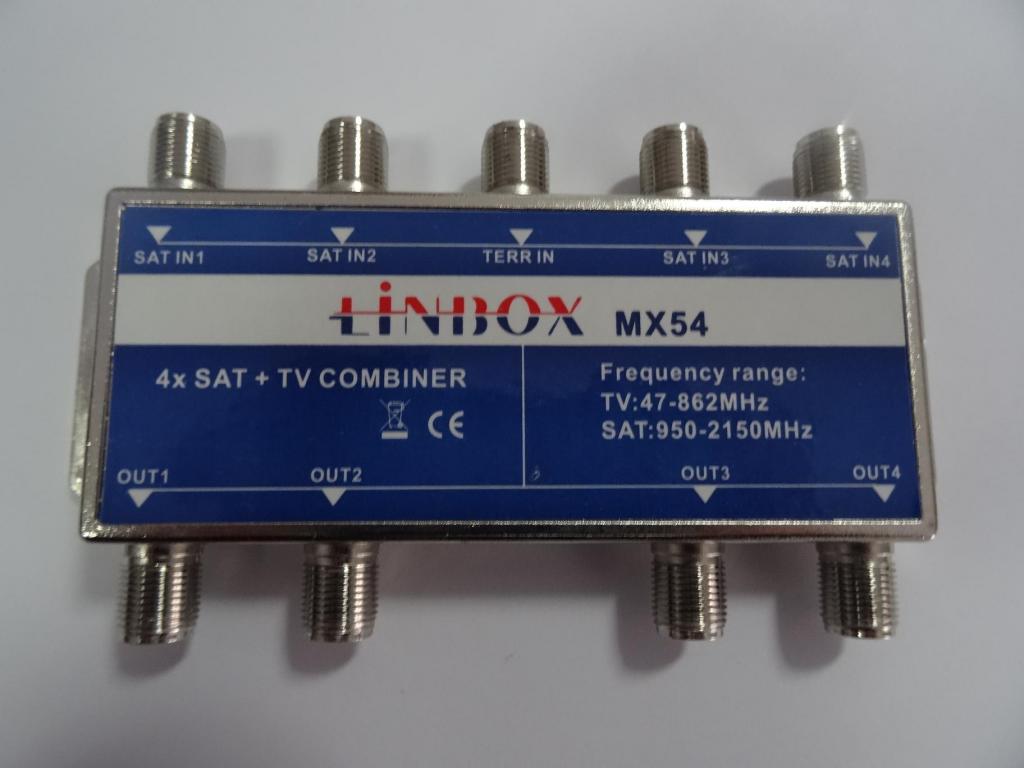 SAT IN1 SAT IN2 TERR IN SAT IN3 SAT IN4
LINBOX MX54
4x SAT + TV COMBINER
Frequency range:
TV:47-862MHz
SAT:950-2150MHz
CE
OUT1 OUT2 OUT3 OUT4